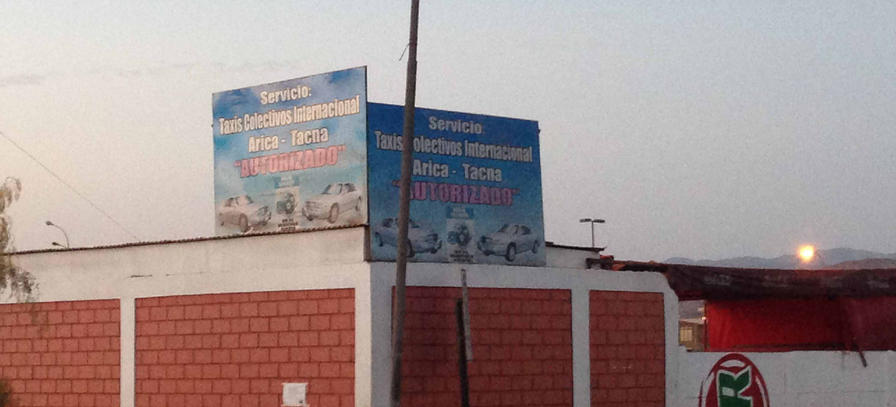 Servicio:
Taxis Colectivos Internacional
Arica - Tacna
"AUTORIZADO"
Servicio:
Taxis Colectivos Internacional
Arica - Tacna
"AUTORIZADO"
R